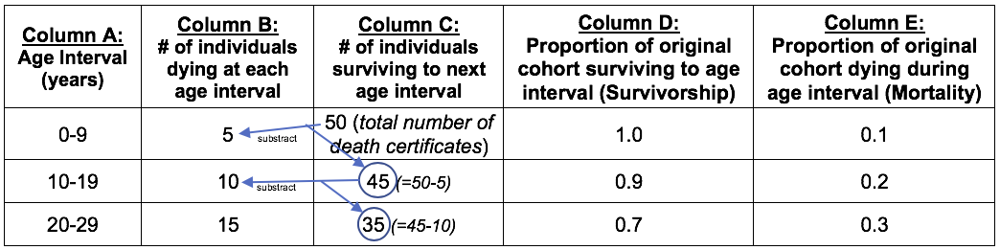 Column A:
Age Interval
(years)
Column B:
# of individuals
dying at each
age interval
Column C:
# of individuals
surviving to next
age interval
Column D:
Proportion of original
cohort surviving to age
interval (Survivorship)
Column E:
Proportion of original
cohort dying during
age interval (Mortality)
0-9
5
substract
50 (total number of
death certificates)
1.0
0.1
10-19
10
substract
45 (=50-5)
0.9
0.2
20-29
15
35 (=45-10)
0.7
0.3